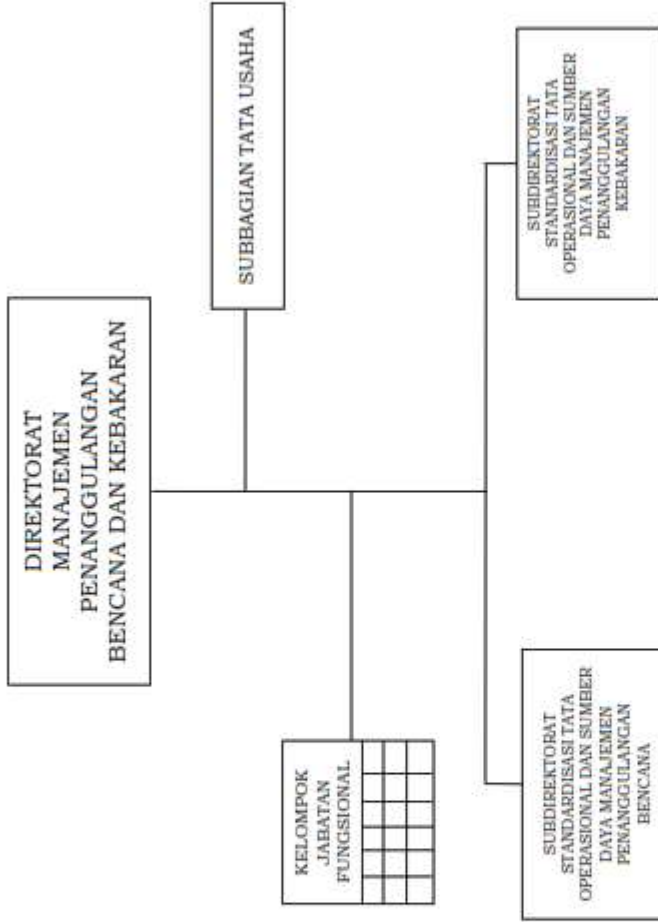 DIREKTORAT
MANAJEMEN
PENANGGULANGAN
BENCANA DAN KEBAKARAN
SUBBAGIAN TATA USAHA
KELOMPOK
JABATAN
FUNGSIONAL
SUBDIREKTORAT
STANDARDISASI TATA
OPERASIONAL DAN SUMBER
DAYA MANAJEMEN
PENANGGULANGAN
BENCANA
SUBDIREKTORAT
STANDARDISASI TATA
OPERASIONAL DAN SUMBER
DAYA MANAJEMEN
PENANGGULANGAN
KEBAKARAN